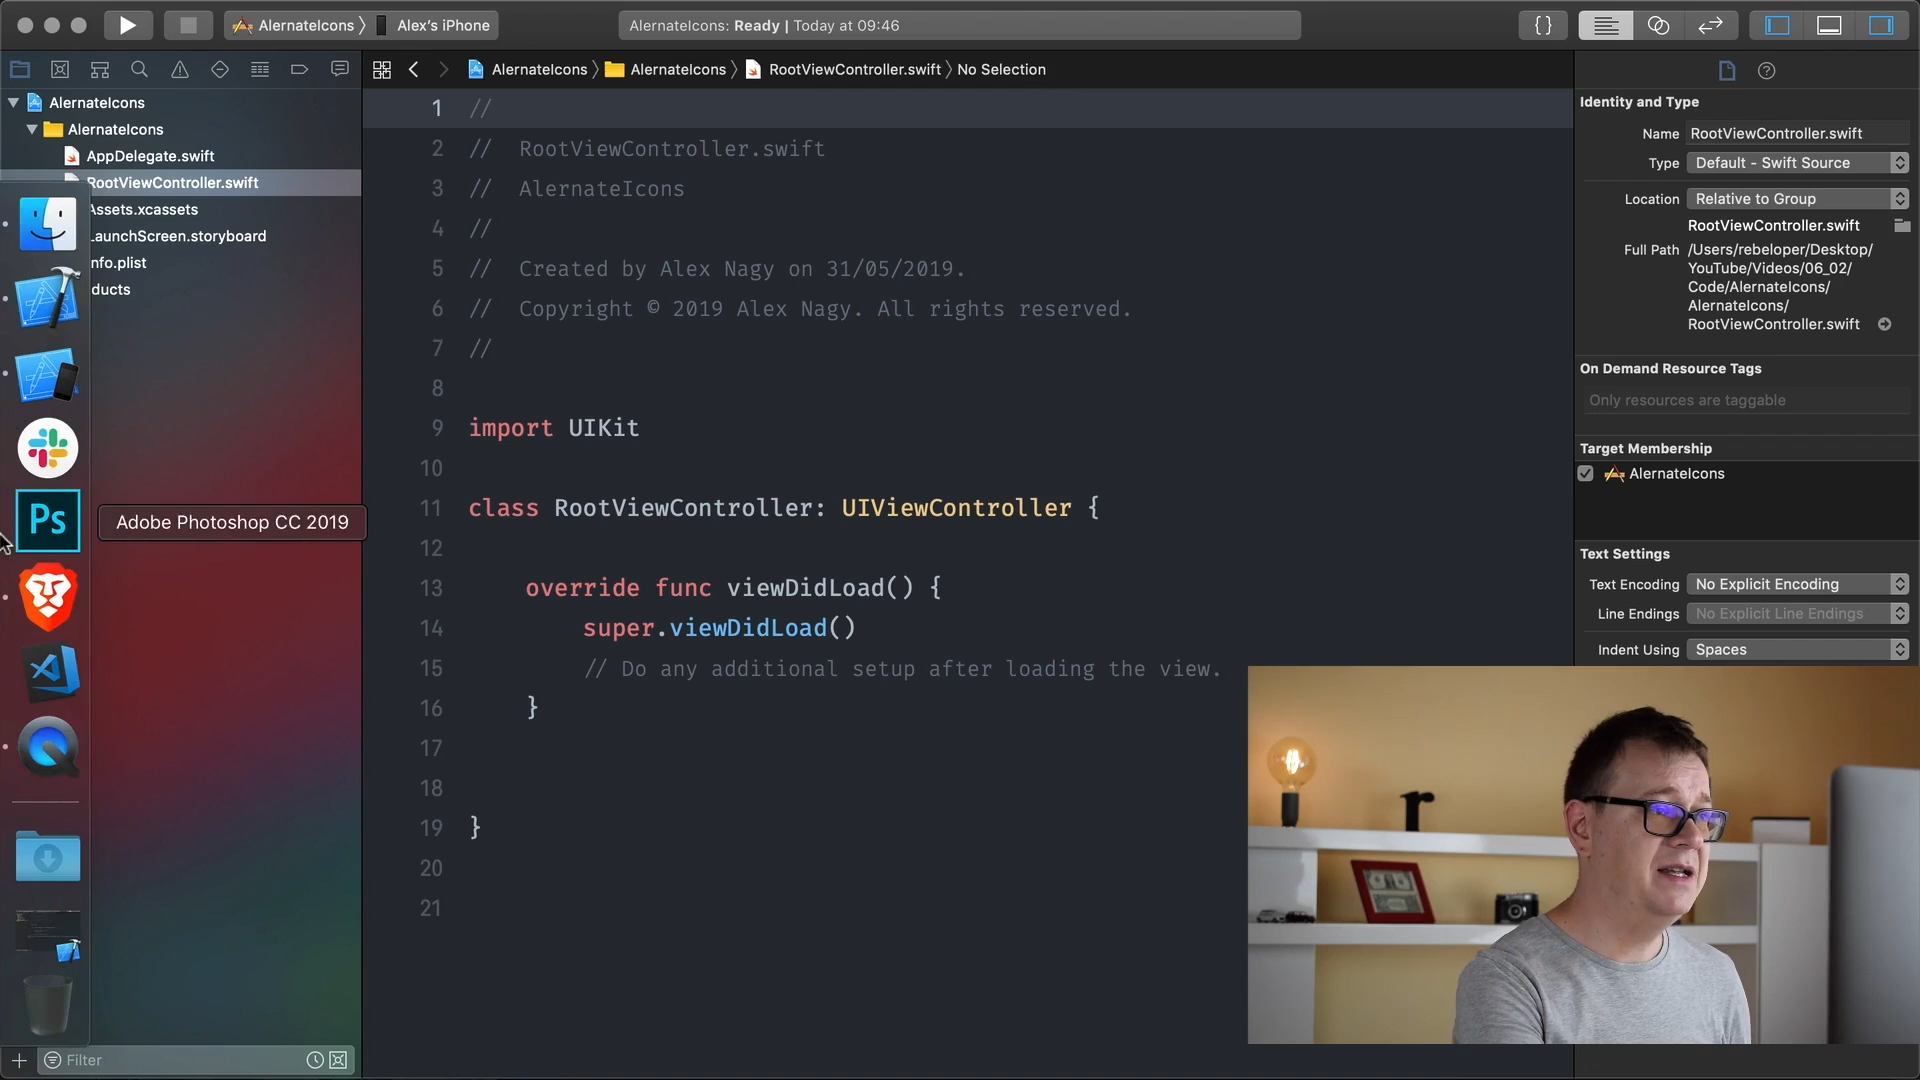 AlernateIcons
Alex's iPhone
AlernateIcons: Ready | Today at 09:46
{ }
AlernateIcons
AlernateIcons
RootViewController.swift
No Selection
AlernateIcons
AlernateIcons
AppDelegate.swift
RootViewController.swift
Assets.xcassets
LaunchScreen.storyboard
nfo.plist
ducts
Ps
Adobe Photoshop CC 2019
Filter
1 //
2 // RootViewController.swift
3 // AlernateIcons
4 //
5 // Created by Alex Nagy on 31/05/2019.
6 // Copyright © 2019 Alex Nagy. All rights reserved.
7 //
8
9 import UIKit
10
11 class RootViewController: UIViewController {
12
13 override func viewDidLoad() {
14 super.viewDidLoad()
15 // Do any additional setup after loading the view.
16 }
17
18
19 }
20
21
Identity and Type
Name RootViewController.swift
Type Default - Swift Source
Location Relative to Group
RootViewController.swift
Full Path /Users/rebeloper/Desktop/
YouTube/Videos/06_02/
Code/AlernateIcons/
AlernateIcons/
RootViewController.swift
On Demand Resource Tags
Only resources are taggable
Target Membership
AlernateIcons
Text Settings
Text Encoding No Explicit Encoding
Line Endings No Explicit Line Endings
Indent Using Spaces